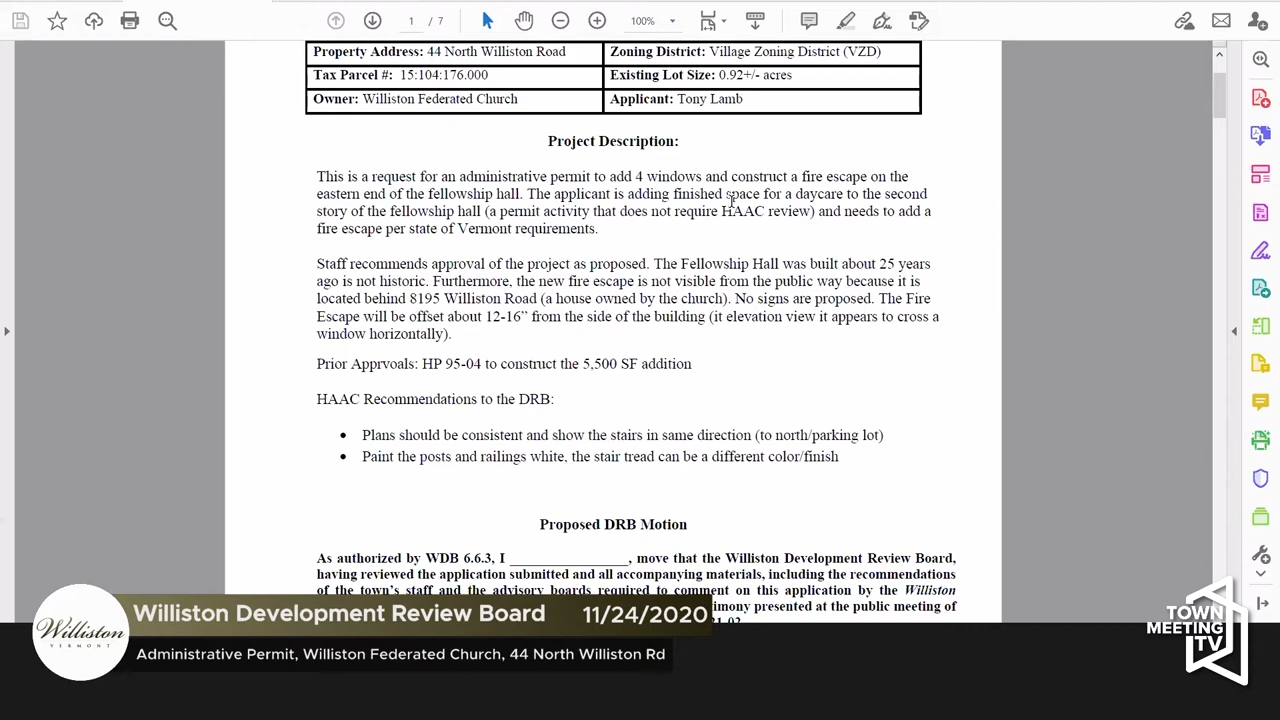 1 / 7
100%
Property Address: 44 North Williston Road
Zoning District: Village Zoning District (VZD)
Tax Parcel #: 15:104:176.000
Existing Lot Size: 0.92+/- acres
Owner: Williston Federated Church
Applicant: Tony Lamb
Project Description:
This is a request for an administrative permit to add 4 windows and construct a fire escape on the
eastern end of the fellowship hall. The applicant is adding finished space for a daycare to the second
story of the fellowship hall (a permit activity that does not require HAAC review) and needs to add a
fire escape per state of Vermont requirements.
Staff recommends approval of the project as proposed. The Fellowship Hall was built about 25 years
ago is not historic. Furthermore, the new fire escape is not visible from the public way because it is
located behind 8195 Williston Road (a house owned by the church). No signs are proposed. The Fire
Escape will be offset about 12-16” from the side of the building (it elevation view it appears to cross a
window horizontally).
Prior Apprvoals: HP 95-04 to construct the 5,500 SF addition
HAAC Recommendations to the DRB:
• Plans should be consistent and show the stairs in same direction (to north/parking lot)
• Paint the posts and railings white, the stair tread can be a different color/finish
Proposed DRB Motion
As authorized by WDB 6.6.3, I ________________, move that the Williston Development Review Board,
having reviewed the application submitted and all accompanying materials, including the recommendations
of the town’s staff and the advisory boards required to comment on this application by the Williston
presented at the public meeting of
Williston
VERMONT
Williston Development Review Board 11/24/2020
Administrative Permit, Williston Federated Church, 44 North Williston Rd
TOWN
MEETING
TV